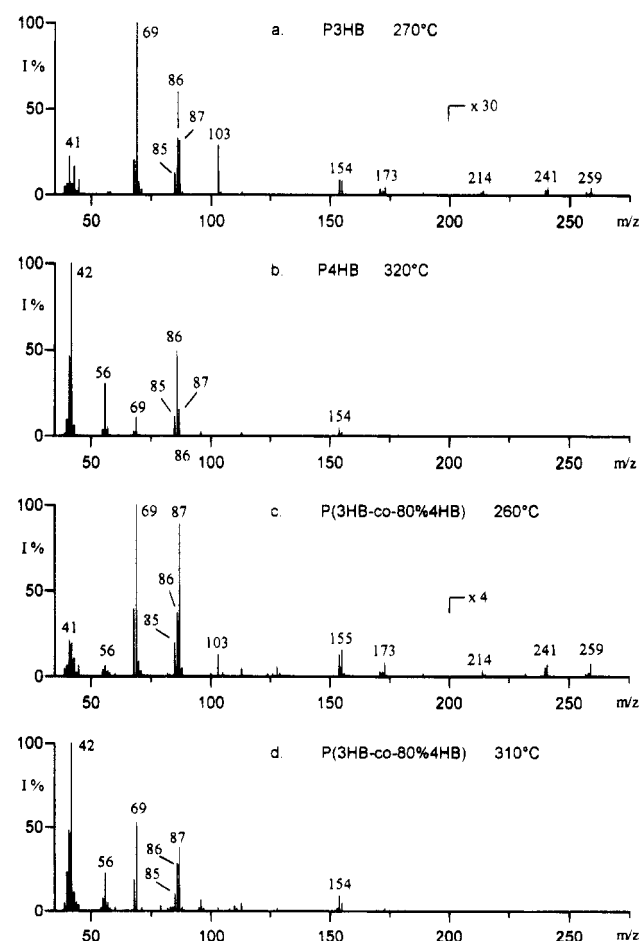 100 69 a. P3HB 270°C
I %
86
50 87 103 x 30
41 85
154 173 214 241 259
0
50 100 150 200 250 m/z
100 42 b. P4HB 320°C
I %
86
50 56 85 87
69 154
0
50 86 100 150 200 250 m/z
100 69 87 c. P(3HB-co-80%4HB) 260°C
I %
50 86 x 4
41 56 85 103 155 173 214 241 259
0
50 100 150 200 250 m/z
100 42 d. P(3HB-co-80%4HB) 310°C
I %
69
50 86 87
56 85 154
0
50 100 150 200 250 m/z